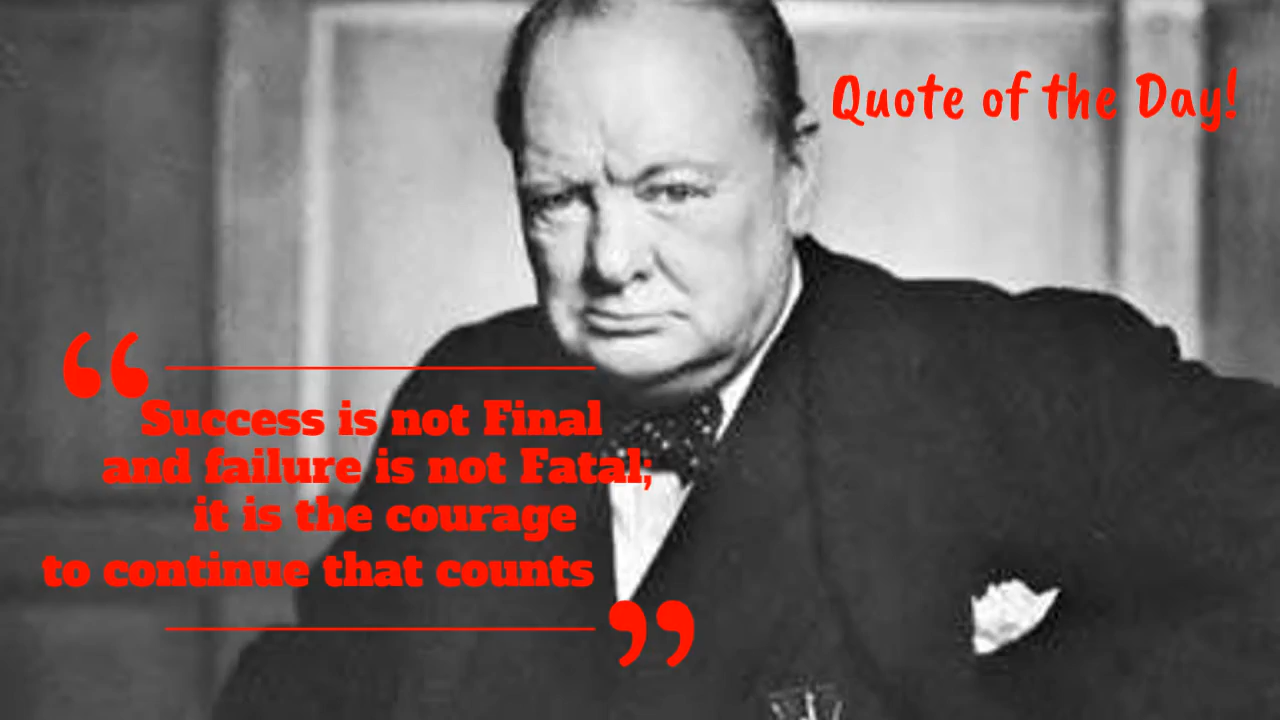 Quote of the Day!
Success is not Final
and failure is not Fatal;
it is the courage
to continue that counts